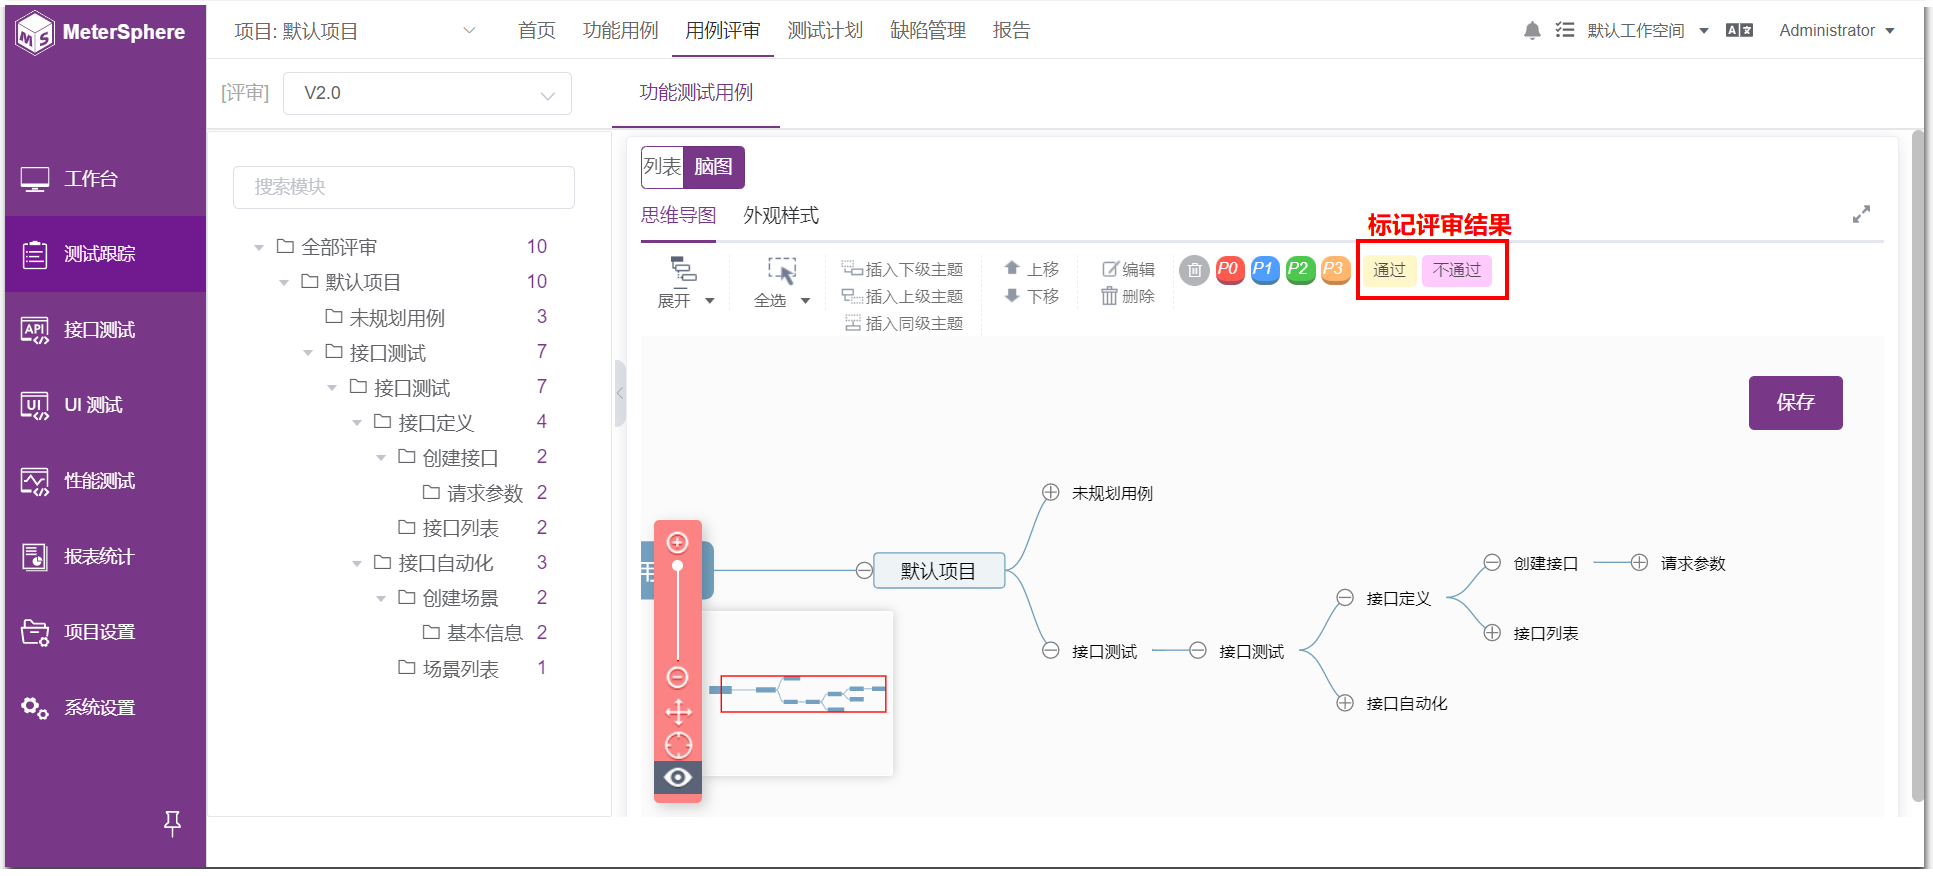 MS MeterSphere
项目: 默认项目
首页
功能用例
用例评审
测试计划
缺陷管理
报告
默认工作空间
Administrator
[评审]
V2.0
功能测试用例
工作台
测试跟踪
接口测试
UI 测试
性能测试
报表统计
项目设置
系统设置
搜索模块
全部评审 10
默认项目 10
未规划用例 3
接口测试 7
接口测试 7
接口定义 4
创建接口 2
请求参数 2
接口列表 2
接口自动化 3
创建场景 2
基本信息 2
场景列表 1
列表 脑图
思维导图 外观样式
标记评审结果
展开
全选
插入下级主题
插入上级主题
插入同级主题
上移
下移
编辑
删除
P0 P1 P2 P3
通过 不通过
保存
未规划用例
默认项目
创建接口
请求参数
接口定义
接口列表
接口测试
接口测试
接口自动化